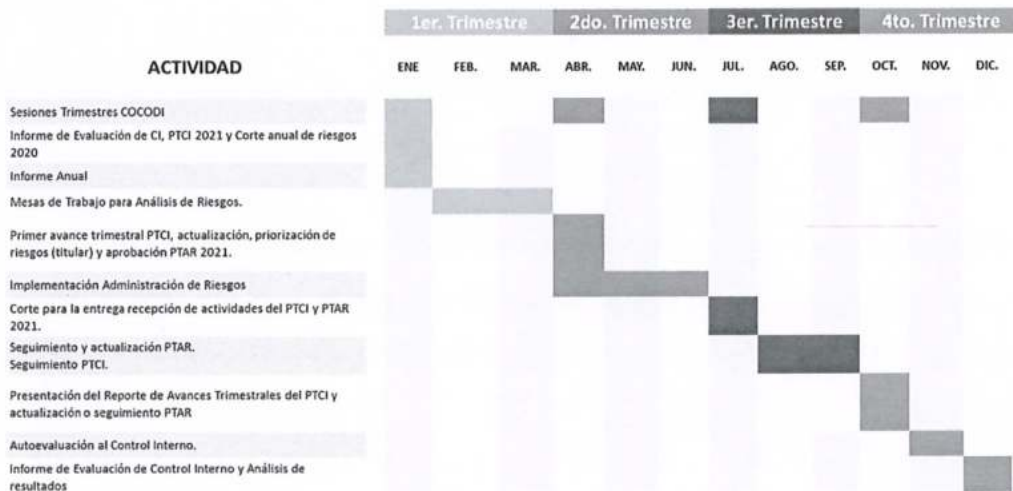 1er. Trimestre 2do. Trimestre 3er. Trimestre 4to. Trimestre
ACTIVIDAD ENE FEB. MAR. ABR. MAY. JUN. JUL. AGO. SEP. OCT. NOV. DIC.
Sesiones Trimestres COCODI
Informe de Evaluación de CI, PTCI 2021 y Corte anual de riesgos
2020
Informe Anual
Mesas de Trabajo para Análisis de Riesgos.
Primer avance trimestral PTCI, actualización, priorización de
riesgos (titular) y aprobación PTAR 2021.
Implementación Administración de Riesgos
Corte para la entrega recepción de actividades del PTCI y PTAR
2021.
Seguimiento y actualización PTAR.
Seguimiento PTCI.
Presentación del Reporte de Avances Trimestrales del PTCI y
actualización o seguimiento PTAR
Autoevaluación al Control Interno.
Informe de Evaluación de Control Interno y Análisis de
resultados